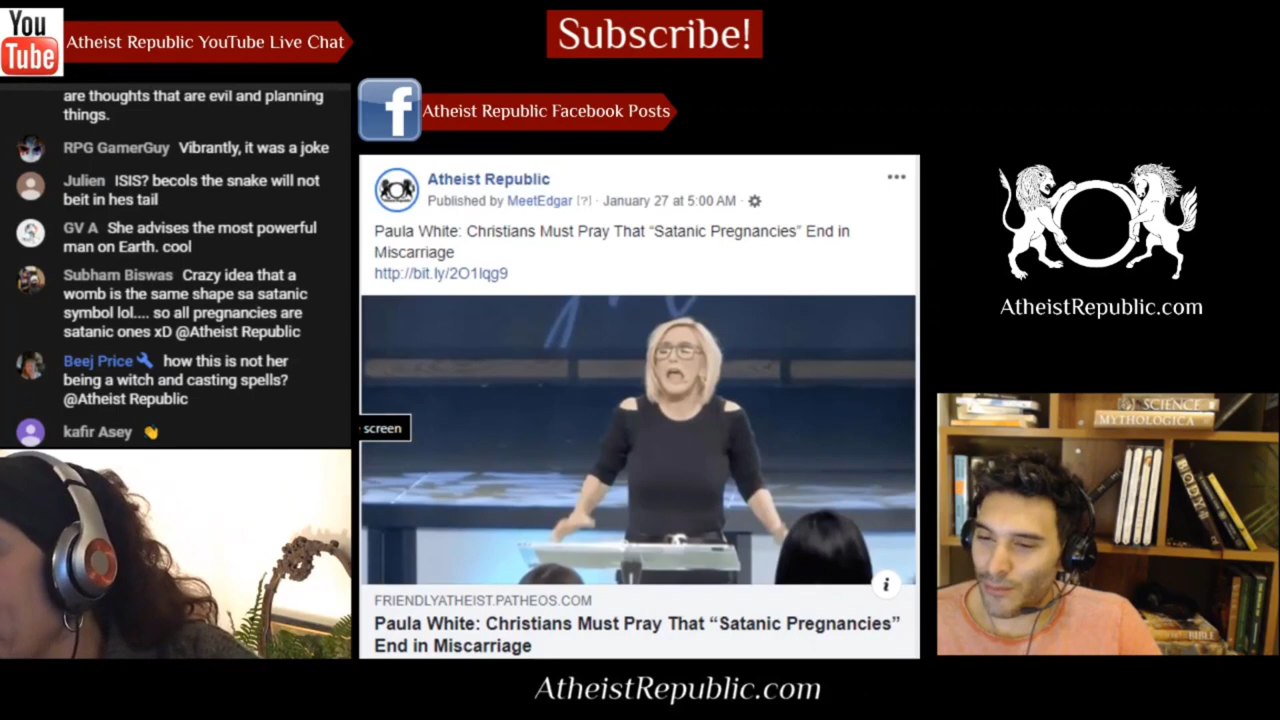 You
Tube
Atheist Republic YouTube Live Chat
Subscribe!
are thoughts that are evil and planning
things.
RPG GamerGuy Vibrantly, it was a joke
Julien ISIS? becols the snake will not
beit in hes tail
GV A She advises the most powerful
man on Earth. cool
Subham Biswas Crazy idea that a
womb is the same shape sa satanic
symbol lol.... so all pregnancies are
satanic ones xD @Atheist Republic
Beej Price how this is not her
being a witch and casting spells?
@Atheist Republic
kafir Asey
f
Atheist Republic Facebook Posts
Atheist Republic
Published by MeetEdgar [?] · January 27 at 5:00 AM ·
Paula White: Christians Must Pray That “Satanic Pregnancies” End in
Miscarriage
http://bit.ly/2O1Iqg9
screen
i
FRIENDLYATHEIST.PATHEOS.COM
Paula White: Christians Must Pray That “Satanic Pregnancies”
End in Miscarriage
AtheistRepublic.com
SCIENCE
MYTHOLOGICA
BODY
BIBLE
AtheistRepublic.com